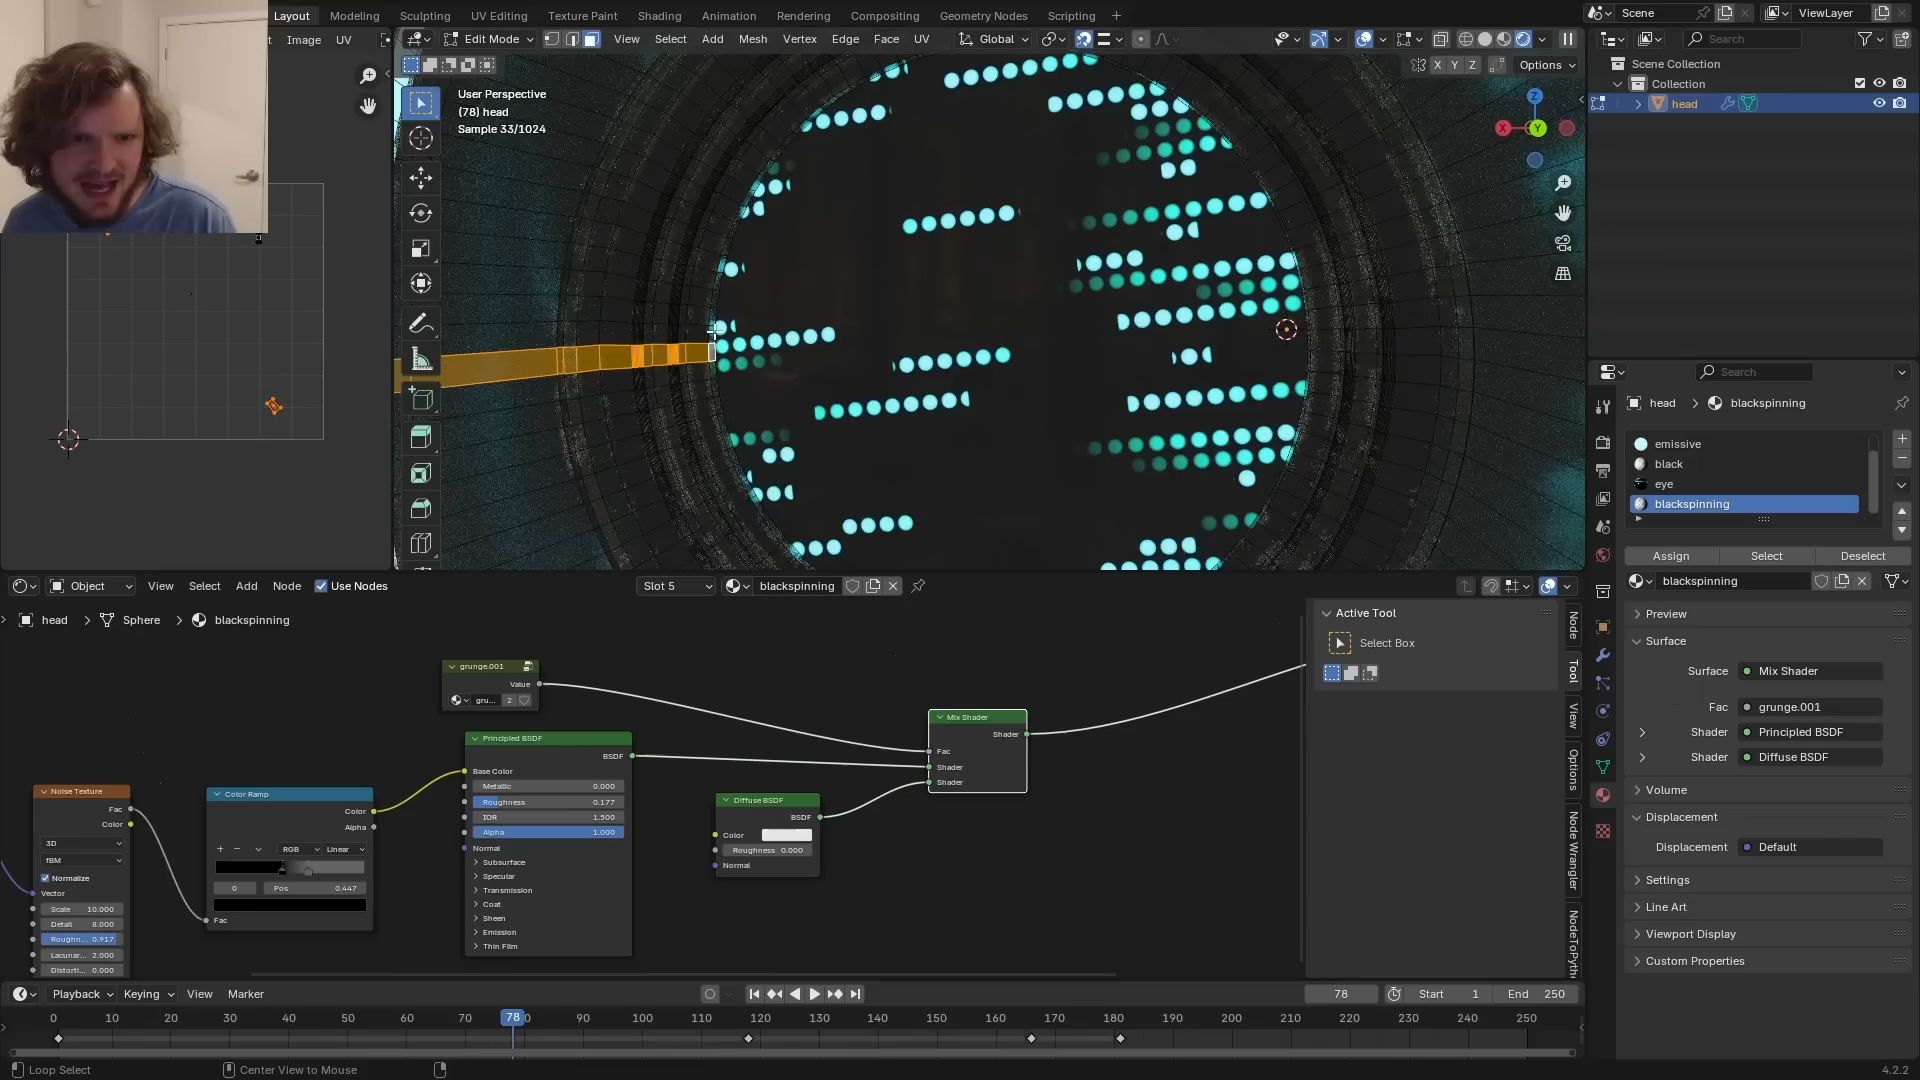 Layout Modeling Sculpting UV Editing Texture Paint Shading Animation Rendering Compositing Geometry Nodes Scripting +
Scene
ViewLayer
Image UV
Edit Mode View Select Add Mesh Vertex Edge Face UV Global
Search
X Y Z Options
User Perspective
(78) head
Sample 33/1024
Z
X
Y
Scene Collection
Collection
head
Search
head > blackspinning
emissive
black
eye
blackspinning
Assign Select Deselect
blackspinning
Preview
Surface
Surface Mix Shader
Fac grunge.001
Shader Principled BSDF
Shader Diffuse BSDF
Volume
Displacement
Displacement Default
Settings
Line Art
Viewport Display
Custom Properties
Object View Select Add Node Use Nodes Slot 5 blackspinning
head > Sphere > blackspinning
Active Tool
Select Box
Node
Tool
View
Options
Node Wrangler
NodeToPyth
grunge.001
Value
gru... 2
Mix Shader
Shader
Fac
Shader
Shader
Principled BSDF
BSDF
Base Color
Metallic 0.000
Roughness 0.177
IOR 1.500
Alpha 1.000
Normal
Subsurface
Specular
Transmission
Coat
Sheen
Emission
Thin Film
Diffuse BSDF
BSDF
Color
Roughness 0.000
Normal
Noise Texture
Fac
Color
3D
fBM
Normalize
Vector
Scale 10.000
Detail 8.000
Roughn... 0.917
Lacunar... 2.000
Distorti... 0.000
Color Ramp
Color
Alpha
+ − RGB Linear
0 Pos 0.447
Fac
Playback Keying View Marker
78 Start 1 End 250
0 10 20 30 40 50 60 70 78 90 100 110 120 130 140 150 160 170 180 190 200 210 220 230 240 250
Loop Select Center View to Mouse 4.2.2